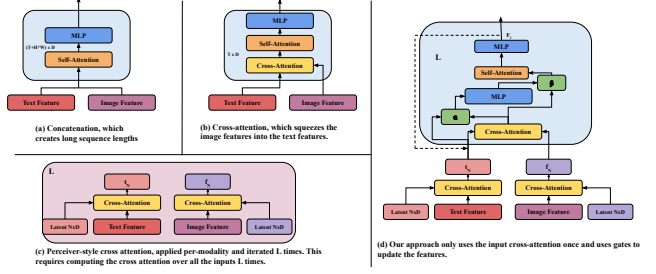 MLP
(T+H*W) x D
Self-Attention
Text Feature
Image Feature
(a) Concatenation, which
creates long sequence lengths
MLP
Self-Attention
T x D
Cross-Attention
Text Feature
Image Feature
(b) Cross-attention, which squeezes the
image features into the text features.
L
tN
fN
Cross-Attention
Cross-Attention
Latent NxD
Text Feature
Image Feature
Latent NxD
(c) Perceiver-style cross attention, applied per-modality and iterated L times. This
requires computing the cross attention over all the inputs L times.
L
MLP
Self-Attention
β
MLP
α
Cross-Attention
tN
fN
Cross-Attention
Cross-Attention
Latent NxD
Text Feature
Image Feature
Latent NxD
(d) Our approach only uses the input cross-attention once and uses gates to
update the features.